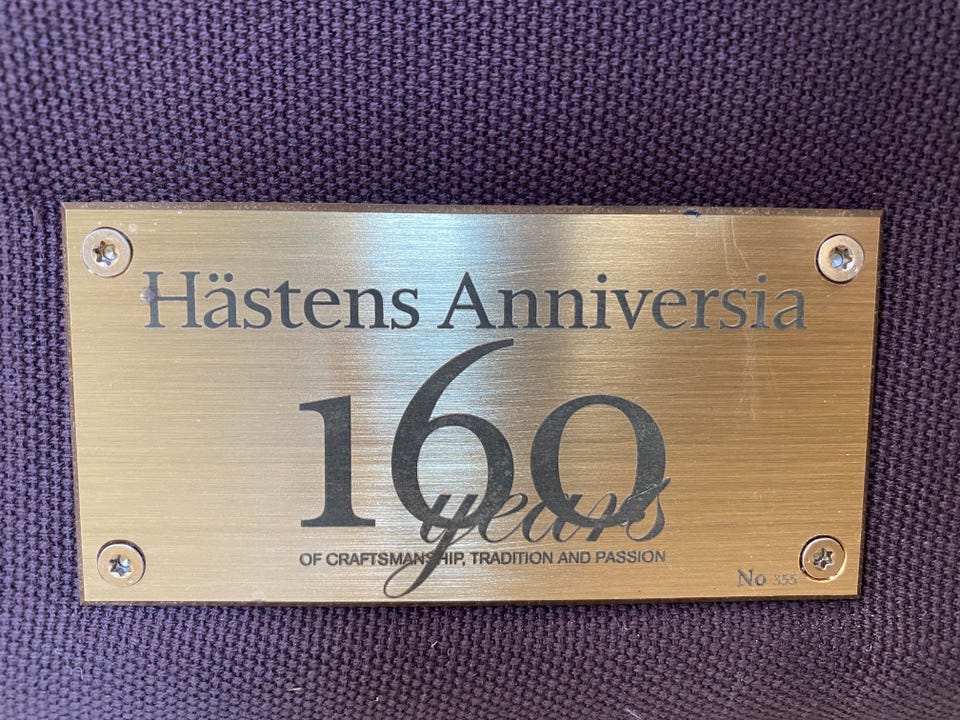 Hästens Anniversia
160
years
OF CRAFTSMANSHIP, TRADITION AND PASSION
No 355